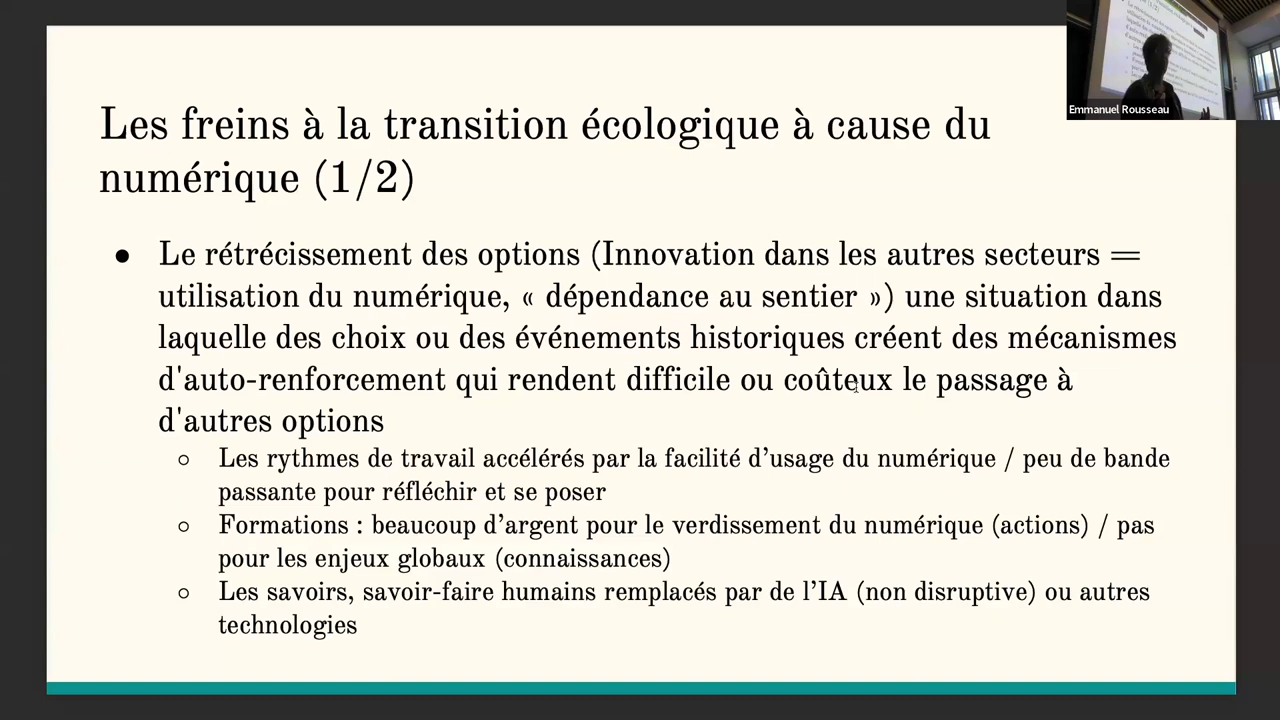 Les freins à la transition écologique à cause du
numérique (1/2)
Emmanuel Rousseau
● Le rétrécissement des options (Innovation dans les autres secteurs =
utilisation du numérique, « dépendance au sentier ») une situation dans
laquelle des choix ou des événements historiques créent des mécanismes
d'auto-renforcement qui rendent difficile ou coûteux le passage à
d'autres options
○ Les rythmes de travail accélérés par la facilité d’usage du numérique / peu de bande
passante pour réfléchir et se poser
○ Formations : beaucoup d’argent pour le verdissement du numérique (actions) / pas
pour les enjeux globaux (connaissances)
○ Les savoirs, savoir-faire humains remplacés par de l’IA (non disruptive) ou autres
technologies